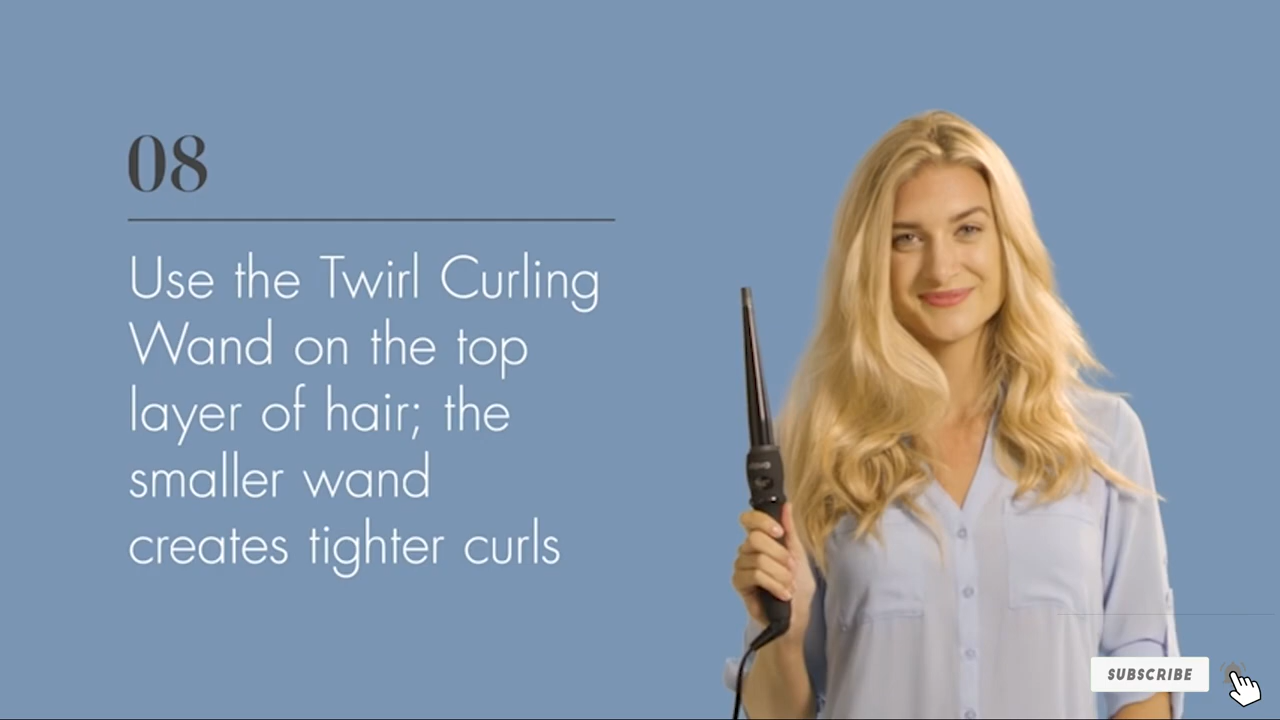 08
Use the Twirl Curling
Wand on the top
layer of hair; the
smaller wand
creates tighter curls
SUBSCRIBE